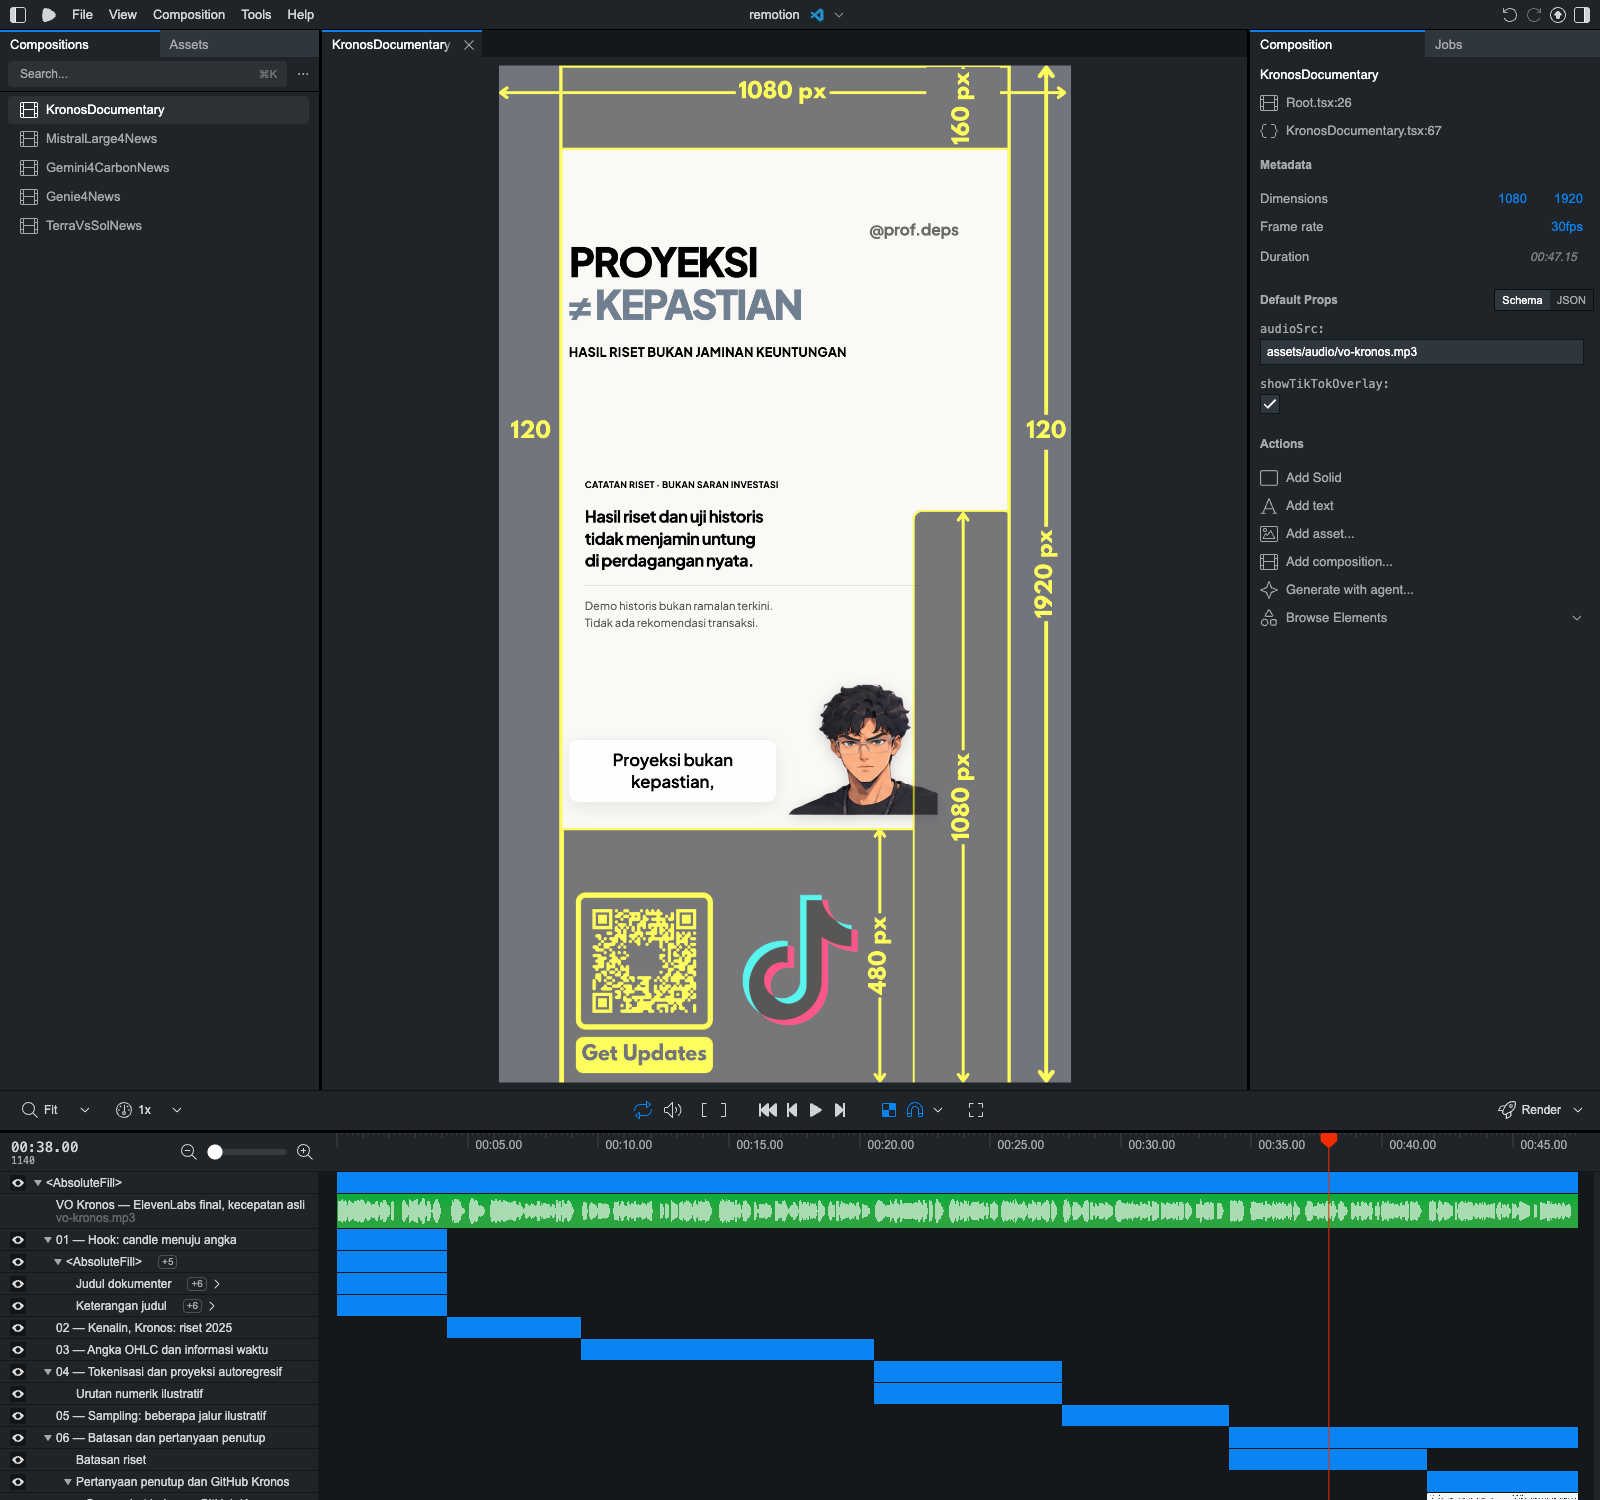 File View Composition Tools Help
remotion
Compositions Assets
Search... ⌘K
KronosDocumentary
MistralLarge4News
Gemini4CarbonNews
Genie4News
TerraVsSolNews
KronosDocumentary
1080 px
160 px
@prof.deps
PROYEKSI
≠ KEPASTIAN
HASIL RISET BUKAN JAMINAN KEUNTUNGAN
120
120
CATATAN RISET · BUKAN SARAN INVESTASI
Hasil riset dan uji historis
tidak menjamin untung
di perdagangan nyata.
1920 px
Demo historis bukan ramalan terkini.
Tidak ada rekomendasi transaksi.
Proyeksi bukan
kepastian,
1080 px
480 px
Get Updates
Composition Jobs
KronosDocumentary
Root.tsx:26
KronosDocumentary.tsx:67
Metadata
Dimensions 1080 1920
Frame rate 30fps
Duration 00:47.15
Default Props Schema JSON
audioSrc:
assets/audio/vo-kronos.mp3
showTikTokOverlay:
Actions
Add Solid
Add text
Add asset...
Add composition...
Generate with agent...
Browse Elements
Fit 1x Render
00:38.00
1140
00:05.00 00:10.00 00:15.00 00:20.00 00:25.00 00:30.00 00:35.00 00:40.00 00:45.00
<AbsoluteFill>
VO Kronos — ElevenLabs final, kecepatan asli
vo-kronos.mp3
01 — Hook: candle menuju angka
<AbsoluteFill> +5
Judul dokumenter +6
Keterangan judul +6
02 — Kenalin, Kronos: riset 2025
03 — Angka OHLC dan informasi waktu
04 — Tokenisasi dan proyeksi autoregresif
Urutan numerik ilustratif
05 — Sampling: beberapa jalur ilustratif
06 — Batasan dan pertanyaan penutup
Batasan riset
Pertanyaan penutup dan GitHub Kronos